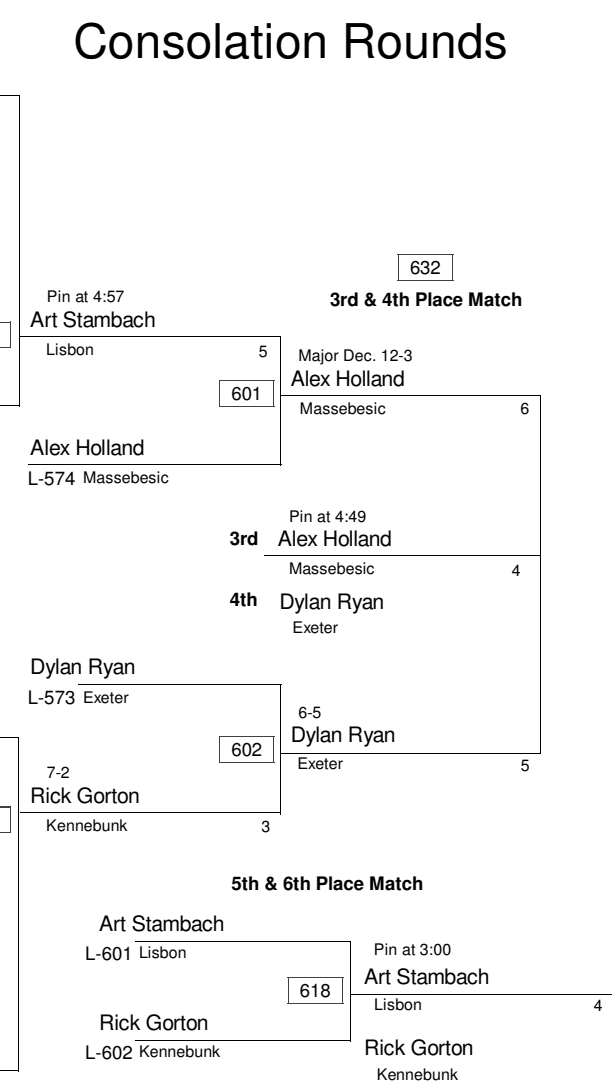 Consolation Rounds
632
3rd & 4th Place Match
Pin at 4:57
Art Stambach
Lisbon 5
Major Dec. 12-3
Alex Holland
601
Massebesic 6
Alex Holland
L-574 Massebesic
Pin at 4:49
3rd Alex Holland
Massebesic 4
4th Dylan Ryan
Exeter
Dylan Ryan
L-573 Exeter
6-5
Dylan Ryan
602
Exeter 5
7-2
Rick Gorton
Kennebunk 3
5th & 6th Place Match
Art Stambach
L-601 Lisbon
Pin at 3:00
Art Stambach
618
Lisbon 4
Rick Gorton
L-602 Kennebunk
Rick Gorton
Kennebunk